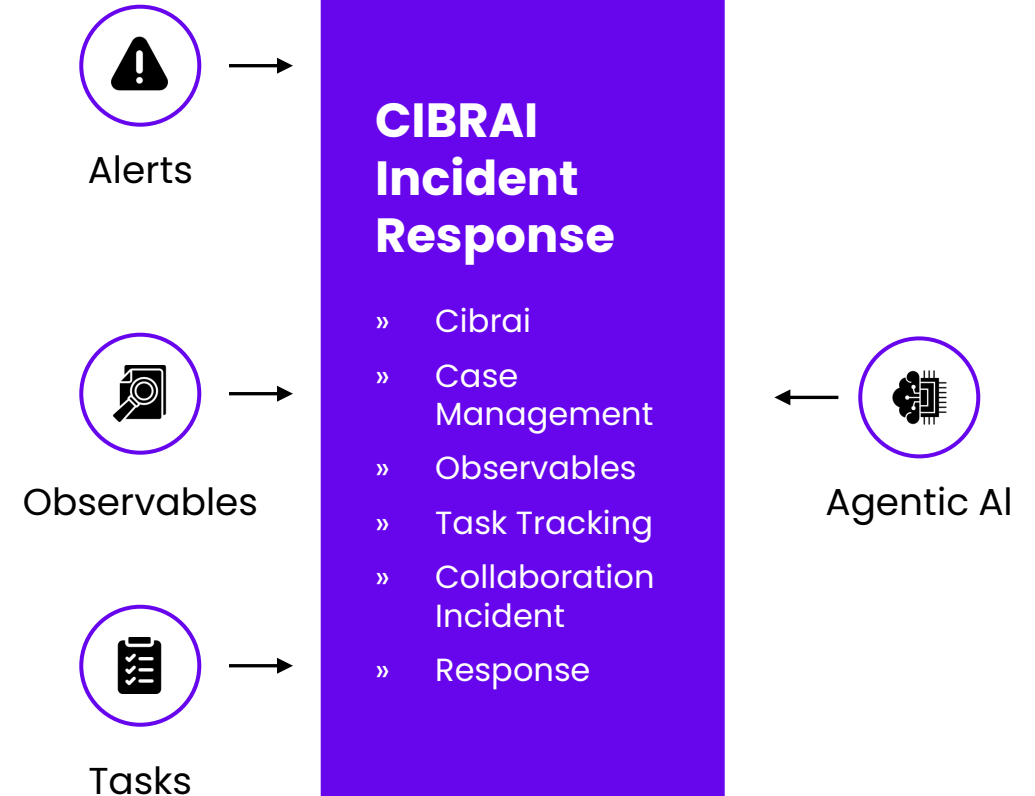 Alerts
CIBRAI
Incident
Response
» Cibrai
» Case
Management
» Observables
» Task Tracking
» Collaboration
Incident
» Response
Observables
Tasks
Agentic AI